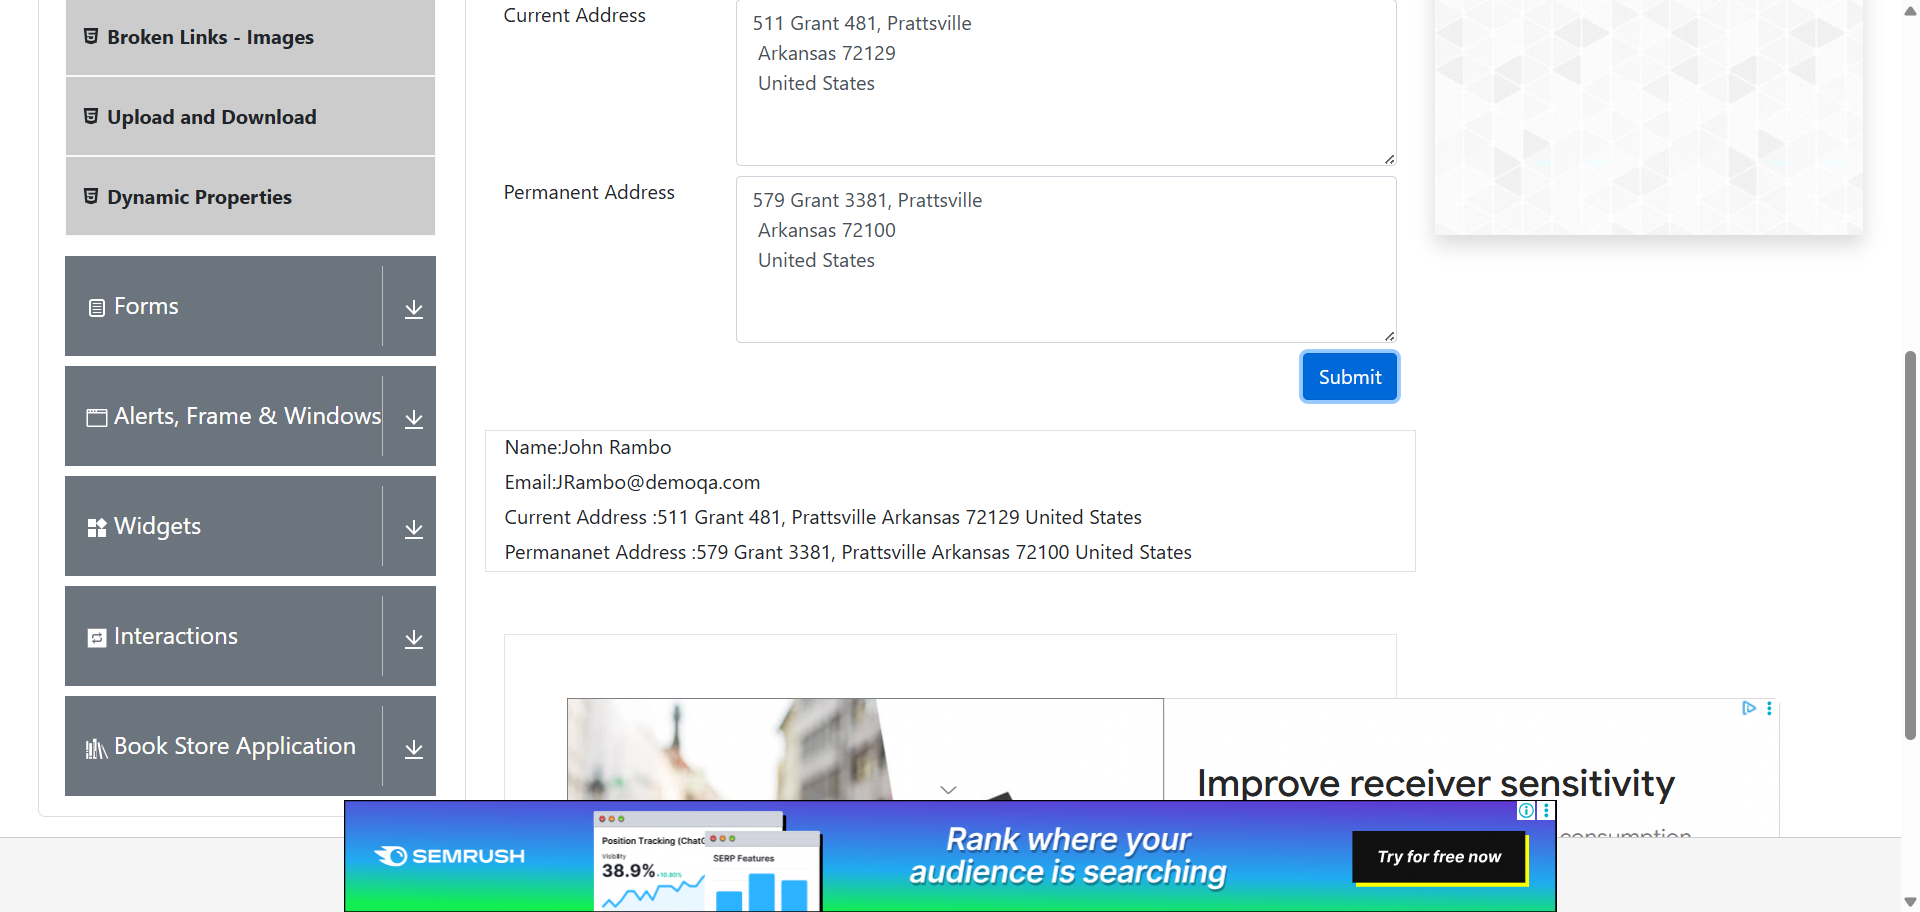 Broken Links - Images
Upload and Download
Dynamic Properties
Forms
Alerts, Frame & Windows
Widgets
Interactions
Book Store Application
Current Address
511 Grant 481, Prattsville
Arkansas 72129
United States
Permanent Address
579 Grant 3381, Prattsville
Arkansas 72100
United States
Submit
Name:John Rambo
Email:JRambo@demoqa.com
Current Address :511 Grant 481, Prattsville Arkansas 72129 United States
Permananet Address :579 Grant 3381, Prattsville Arkansas 72100 United States
Improve receiver sensitivity
consumption
SEMRUSH
Position Tracking (ChatG
Visibility
38.9% +10.80%
SERP Features
Rank where your
audience is searching
Try for free now